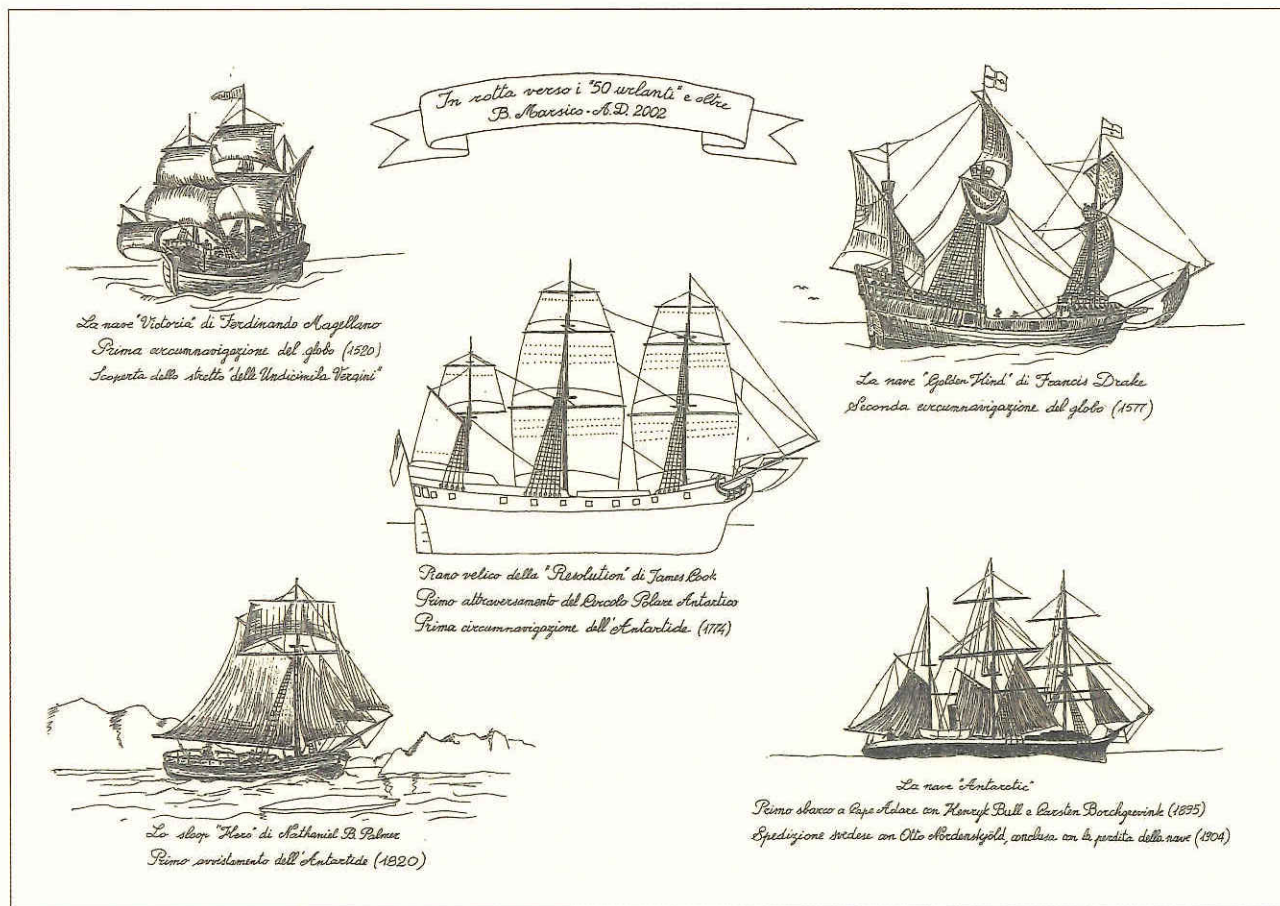 In rotta verso i "50 urlanti" e oltre
B. Marsico - A.D. 2002
La nave "Victoria" di Ferdinando Magellano
Prima circumnavigazione del globo (1520)
Scoperta dello stretto "delle Undicimila Vergini"
La nave "Golden Hind" di Francis Drake
Seconda circumnavigazione del globo (1577)
Piano velico della "Resolution" di James Cook
Primo attraversamento del Circolo Polare Antartico
Prima circumnavigazione dell'Antartide (1774)
Lo sloop "Hero" di Nathaniel B. Palmer
Primo avvistamento dell'Antartide (1820)
La nave "Antarctic"
Primo sbarco a Cape Adare con Henryk Bull e Carsten Borchgrevink (1895)
Spedizione svedese con Otto Nördenskjöld, conclusa con la perdita della nave (1904)